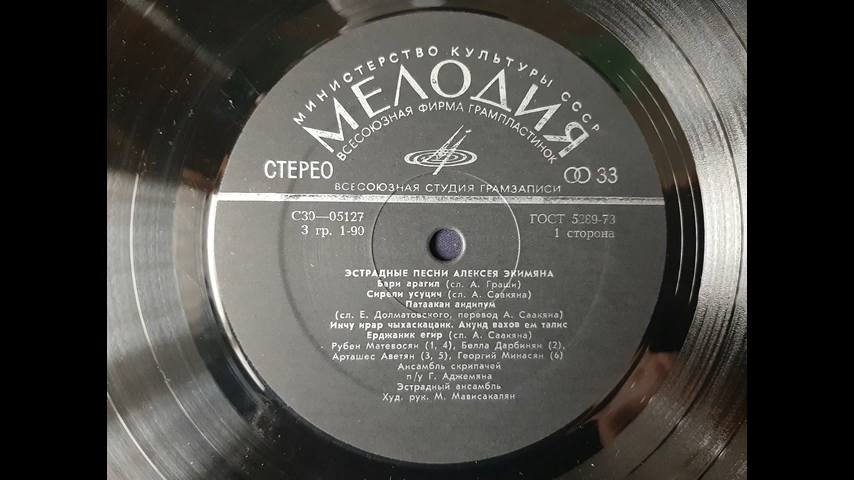 МИНИСТЕРСТВО КУЛЬТУРЫ СССР
МЕЛОДИЯ
ВСЕСОЮЗНАЯ ФИРМА ГРАМПЛАСТИНОК
СТЕРЕО 33
ВСЕСОЮЗНАЯ СТУДИЯ ГРАМЗАПИСИ
С30—05127 ГОСТ 5289-73
3 гр. 1-90 1 сторона
ЭСТРАДНЫЕ ПЕСНИ АЛЕКСЕЯ ЭКИМЯНА
Бари арагил (сл. А. Граши)
Сирели усуцич (сл. А. Саакяна)
Патаакан андипум
(сл. Е. Долматовского, перевод А. Саакяна)
Инчу ирар чыхаскацанк. Акунд вахов ем талис
Ерджаник егир (сл. А. Саакяна)
Рубен Матевосян (1, 4), Белла Дарбинян (2),
Арташес Аветян (3, 5), Георгий Минасян (6)
Ансамбль скрипачей
п/у Г. Аджемяна
Эстрадный ансамбль
Худ. рук. М. Мависакалян